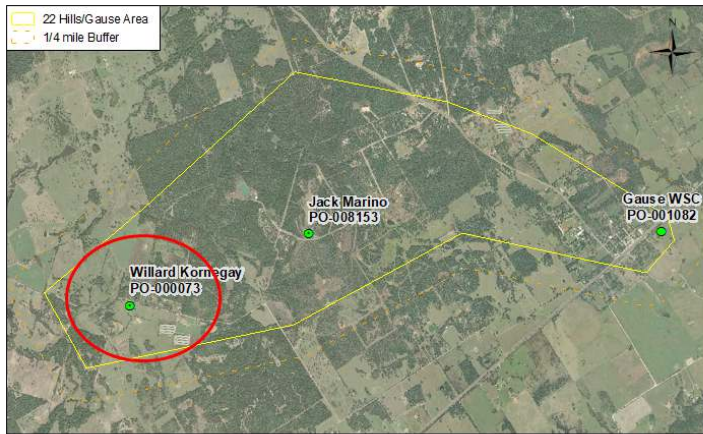 22 Hills/Gause Area
1/4 mile Buffer
N
Jack Marino
PO-008153
Gause WSC
PO-001082
Willard Kornegay
PO-000073